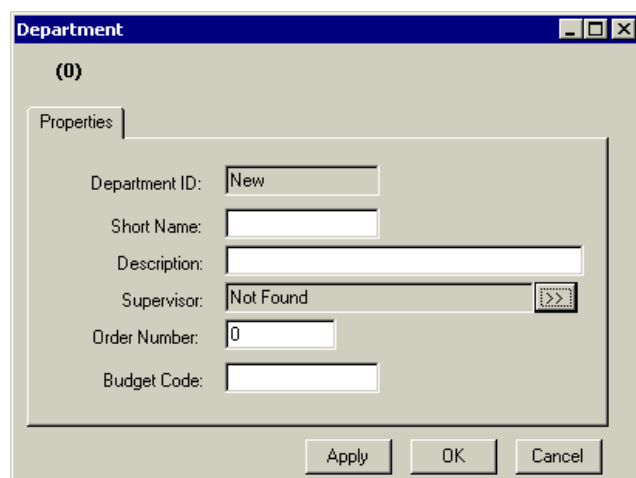 Department
(0)
Properties
Department ID: New
Short Name:
Description:
Supervisor: Not Found >>
Order Number: 0
Budget Code:
Apply OK Cancel